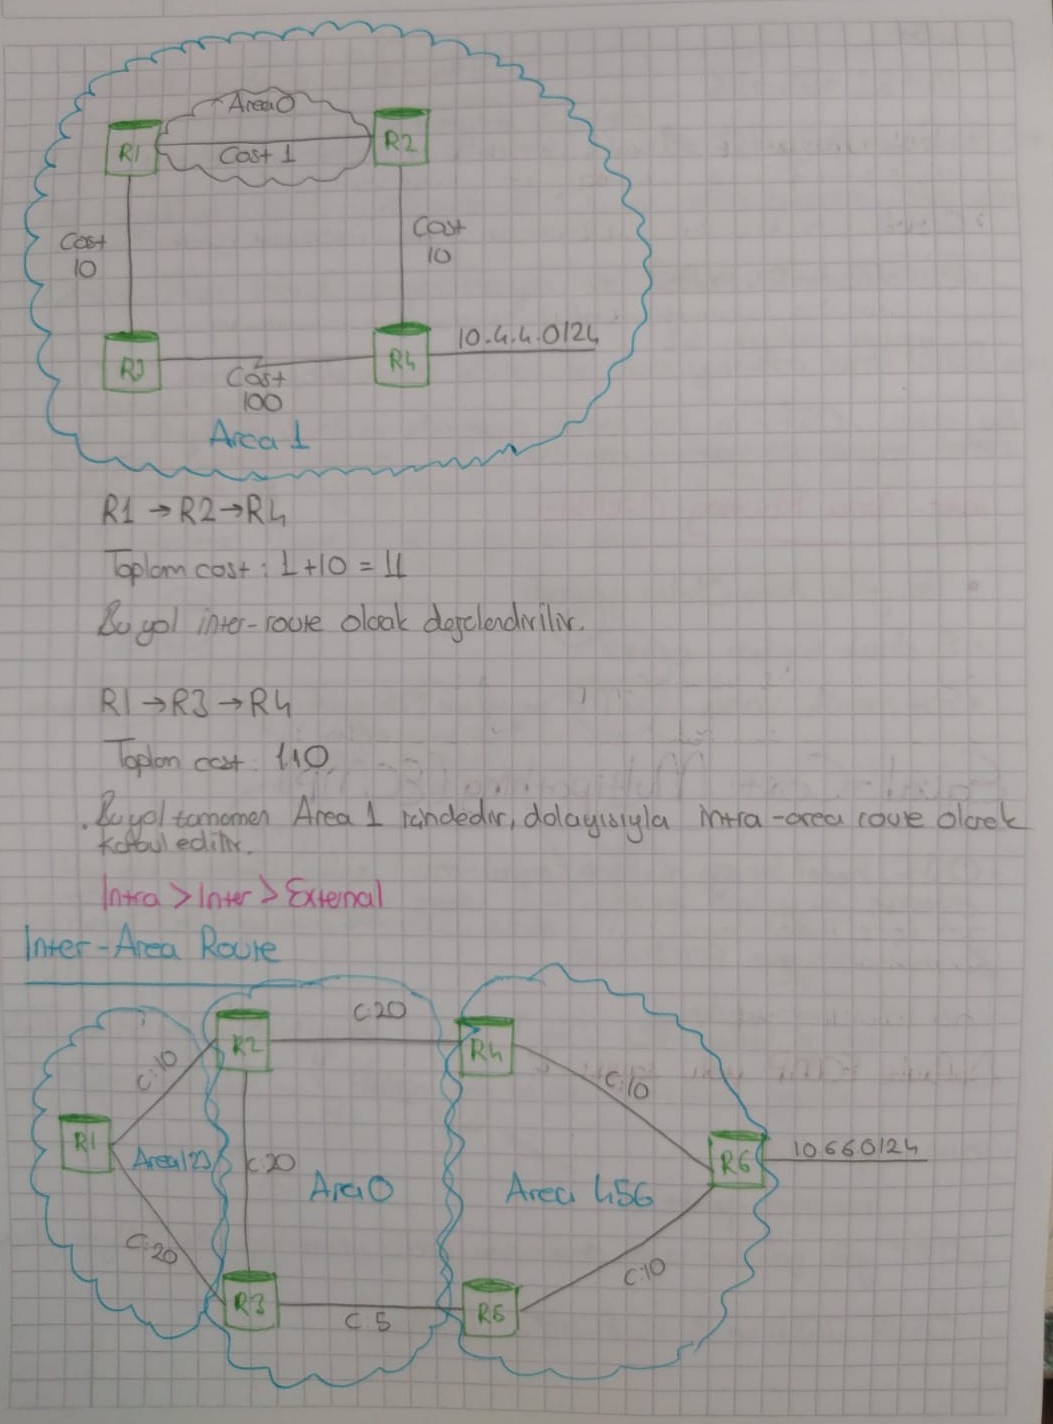 Area 0
R1
R2
Cost 1
Cost
10
Cost
10
R3
R4
10.4.4.0/24
Cost
100
Area 1
R1 → R2 → R4
Toplam cost : 1+10 = 11
Bu yol inter-route olarak değerlendirilir.
R1 → R3 → R4
Toplam cost : 110
Bu yol tamamen Area 1 içindedir, dolayısıyla intra-area route olarak
kabul edilir.
Intra > Inter > External
Inter-Area Route
C:20
R2
R4
C:10
C:10
R1
Area 123
C:20
Area 0
Area 456
R6
10.6.6.0/24
C:20
C:10
R3
C:5
R5